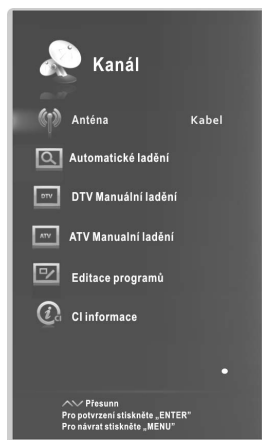 Kanál
Anténa Kabel
Automatické ladění
DTV DTV Manuální ladění
ATV ATV Manualní ladění
Editace programů
CI CI informace
Přesunn
Pro potvrzení stiskněte „ENTER”
Pro návrat stiskněte „MENU”